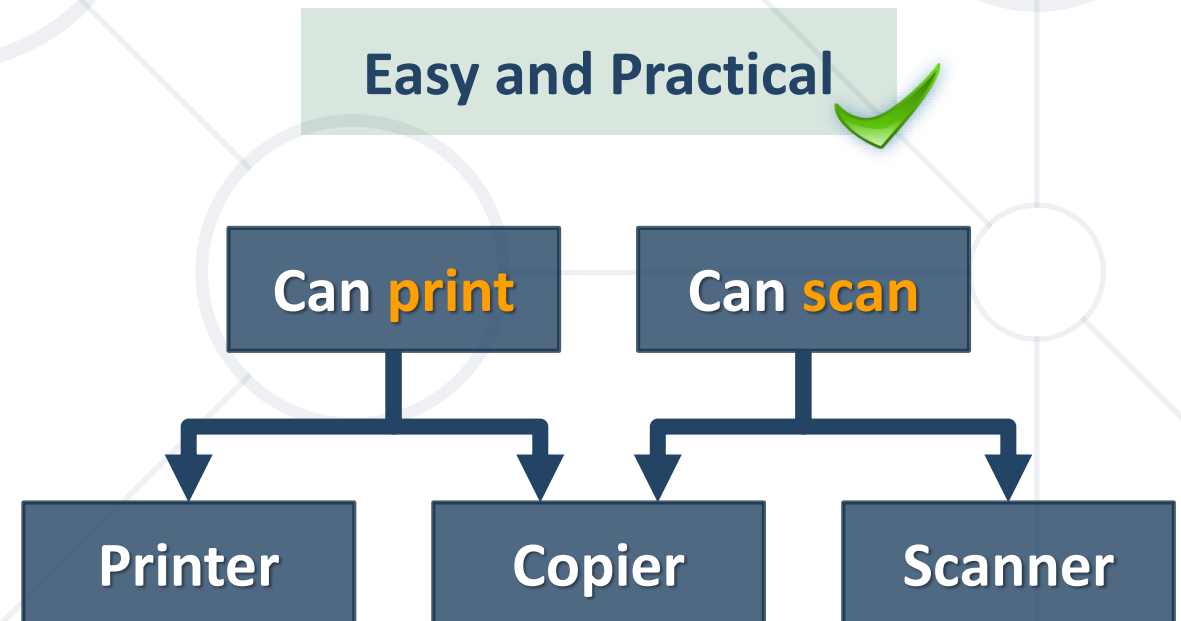 Easy and Practical
Can print
Can scan
Printer
Copier
Scanner